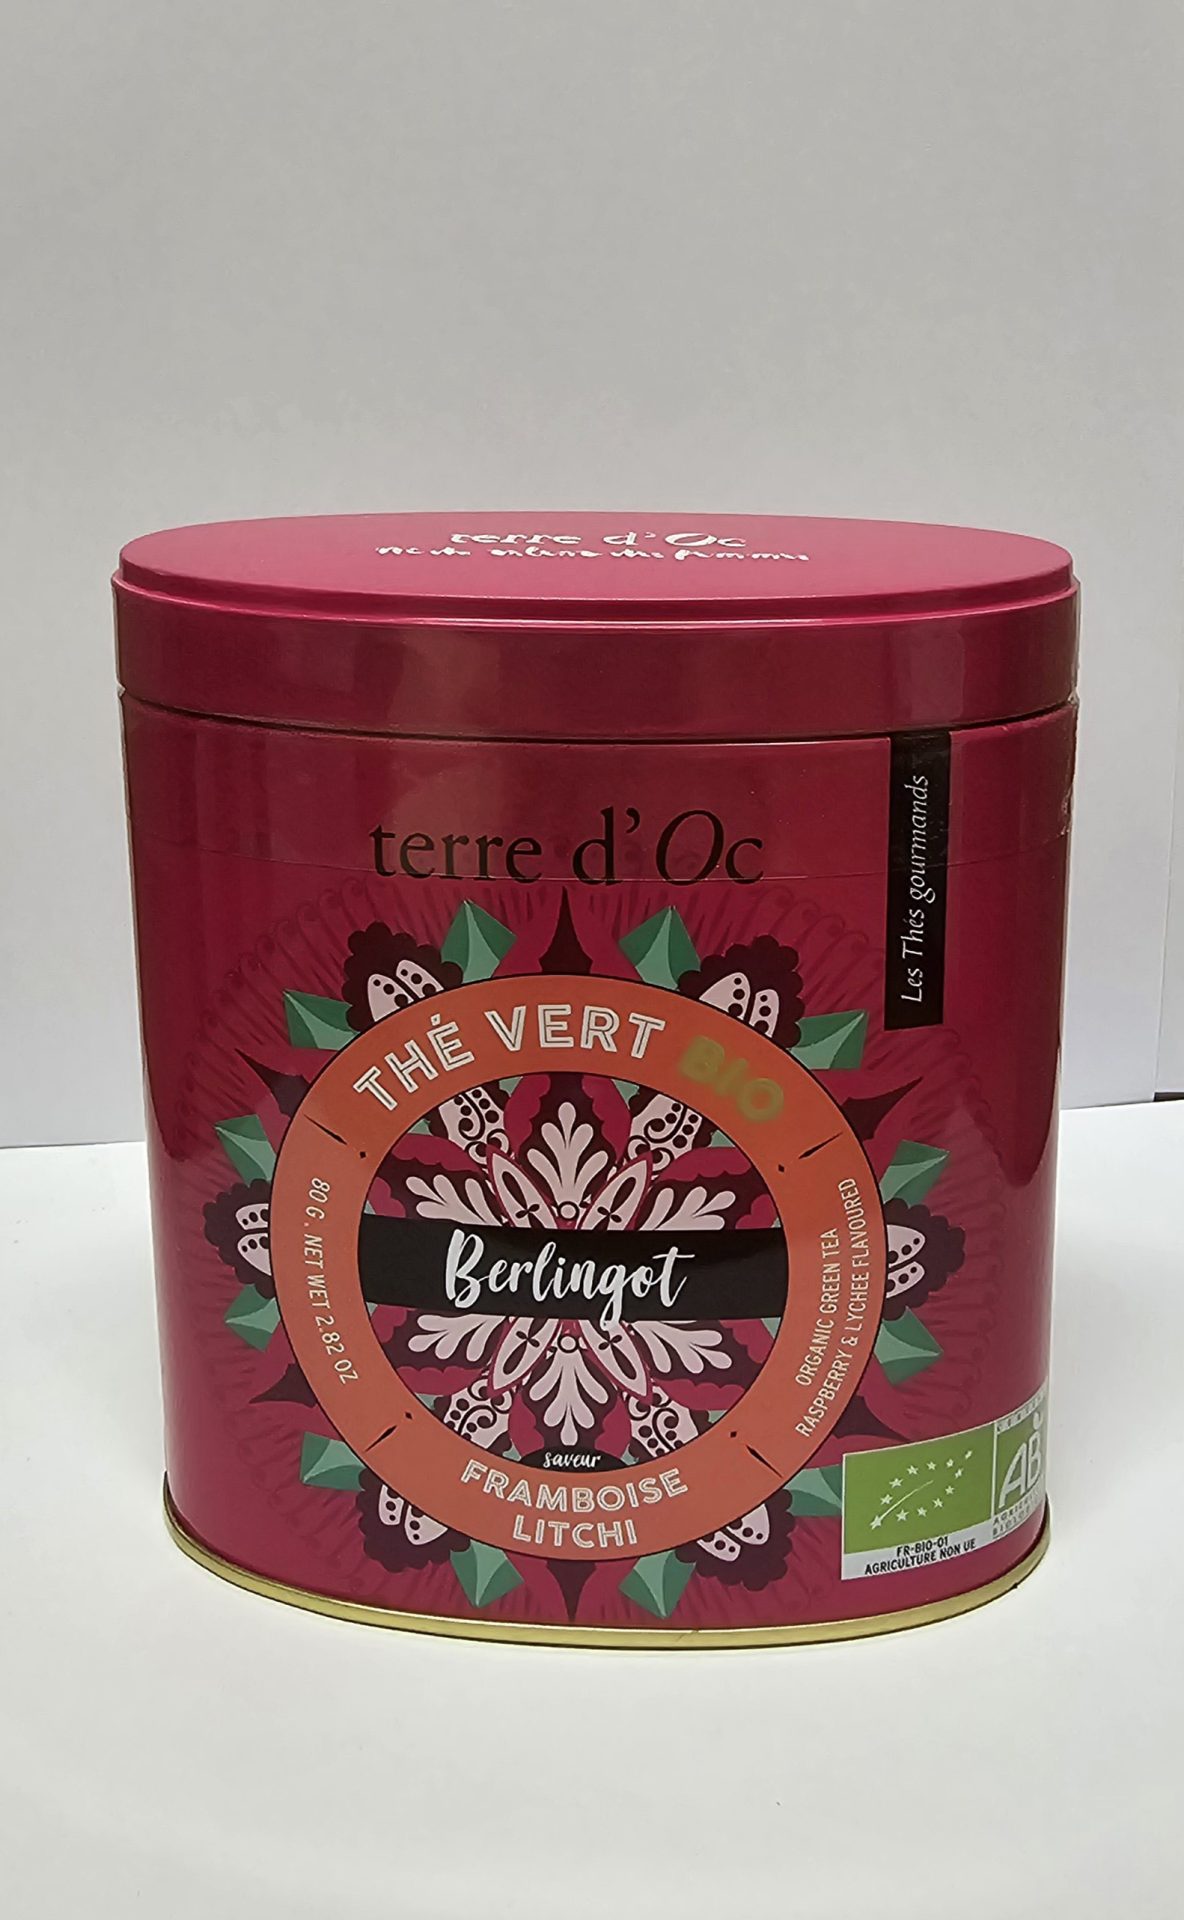 terre d'Oc
terre d'Oc
Les Thés gourmands
THÉ VERT BIO
80 G. NET WET 2.82 OZ
Berlingot
ORGANIC GREEN TEA
RASPBERRY & LYCHEE FLAVOURED
saveur
FRAMBOISE
LITCHI
AB
FR-BIO-01
AGRICULTURE NON UE